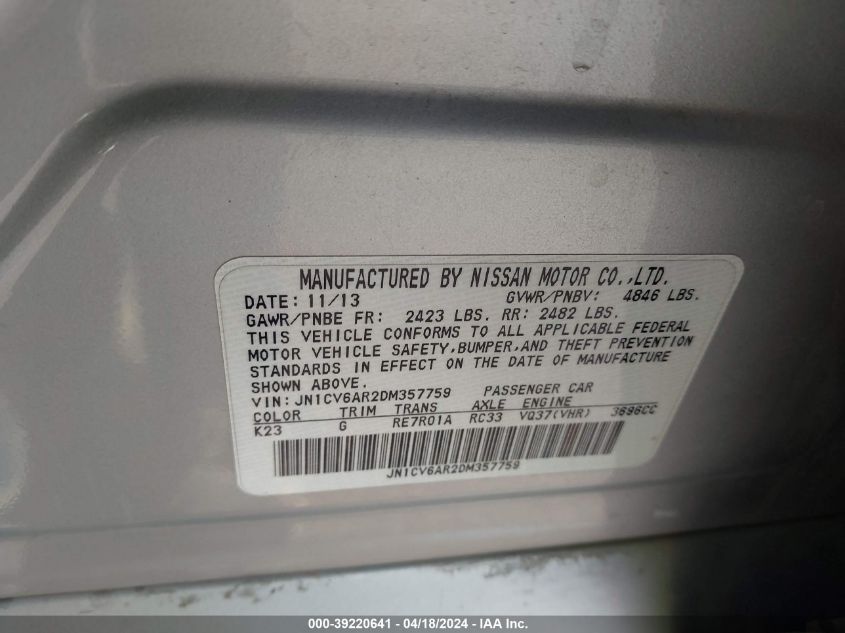 MANUFACTURED BY NISSAN MOTOR CO.,LTD.
DATE: 11/13 GVWR/PNBV: 4846 LBS.
GAWR/PNBE FR: 2423 LBS. RR: 2482 LBS.
THIS VEHICLE CONFORMS TO ALL APPLICABLE FEDERAL
MOTOR VEHICLE SAFETY,BUMPER,AND THEFT PREVENTION
STANDARDS IN EFFECT ON THE DATE OF MANUFACTURE
SHOWN ABOVE.
VIN: JN1CV6AR2DM357759 PASSENGER CAR
COLOR TRIM TRANS AXLE ENGINE
K23 G RE7R01A RC33 VQ37(VHR) 3696CC
JN1CV6AR2DM357759
000-39220641 - 04/18/2024 - © IAA Inc.